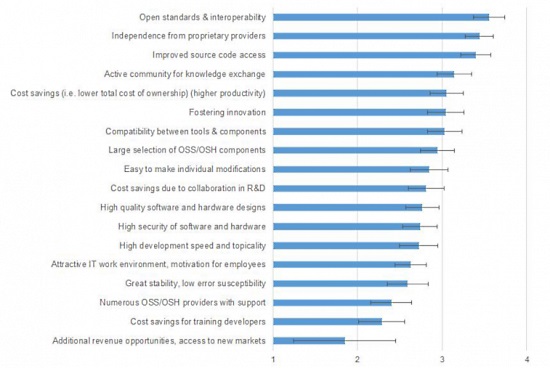 Open standards & interoperability
Independence from proprietary providers
Improved source code access
Active community for knowledge exchange
Cost savings (i.e. lower total cost of ownership) (higher productivity)
Fostering innovation
Compatibility between tools & components
Large selection of OSS/OSH components
Easy to make individual modifications
Cost savings due to collaboration in R&D
High quality software and hardware designs
High security of software and hardware
High development speed and topicality
Attractive IT work environment, motivation for employees
Great stability, low error susceptibility
Numerous OSS/OSH providers with support
Cost savings for training developers
Additional revenue opportunities, access to new markets
1 2 3 4